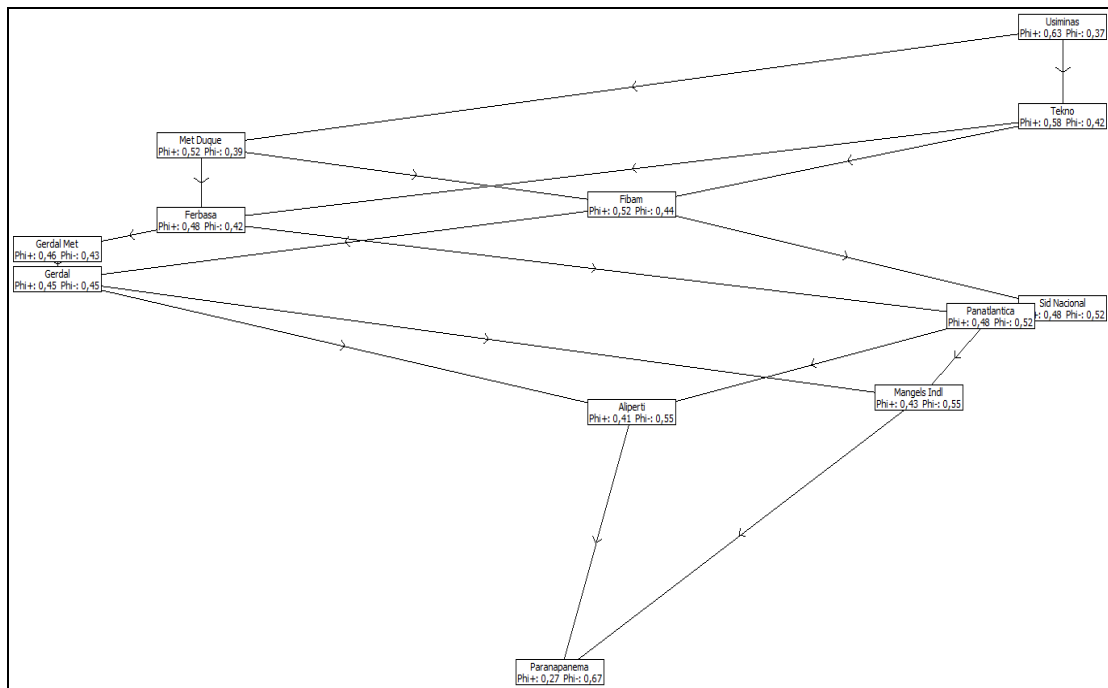 Usiminas
Phi+: 0,63 Phi-: 0,37
Tekno
Phi+: 0,58 Phi-: 0,42
Met Duque
Phi+: 0,52 Phi-: 0,39
Fibam
Phi+: 0,52 Phi-: 0,44
Ferbasa
Phi+: 0,48 Phi-: 0,42
Gerdal Met
Phi+: 0,46 Phi-: 0,43
Gerdal
Phi+: 0,45 Phi-: 0,45
Sid Nacional
0,48 Phi-: 0,52
Panatlantica
Phi+: 0,48 Phi-: 0,52
Mangels Indl
Phi+: 0,43 Phi-: 0,55
Aliperti
Phi+: 0,41 Phi-: 0,55
Paranapanema
Phi+: 0,27 Phi-: 0,67